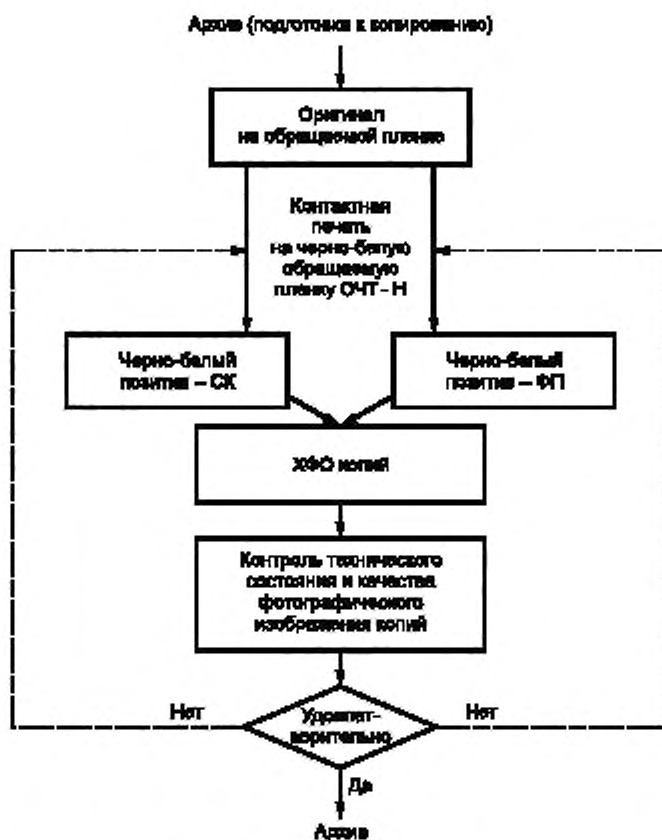 Архив (подготовка к копированию)
Оригинал
на обращаемой пленке
Контактная
печать
на черно-белую
обращаемую
пленку ОЧТ - Н
Черно-белый
позитив – СК
Черно-белый
позитив – ФП
ХФО копий
Контроль технического
состояния и качества
фотографического
изображения копий
Нет
Удовлет-
ворительно
Нет
Да
Архив